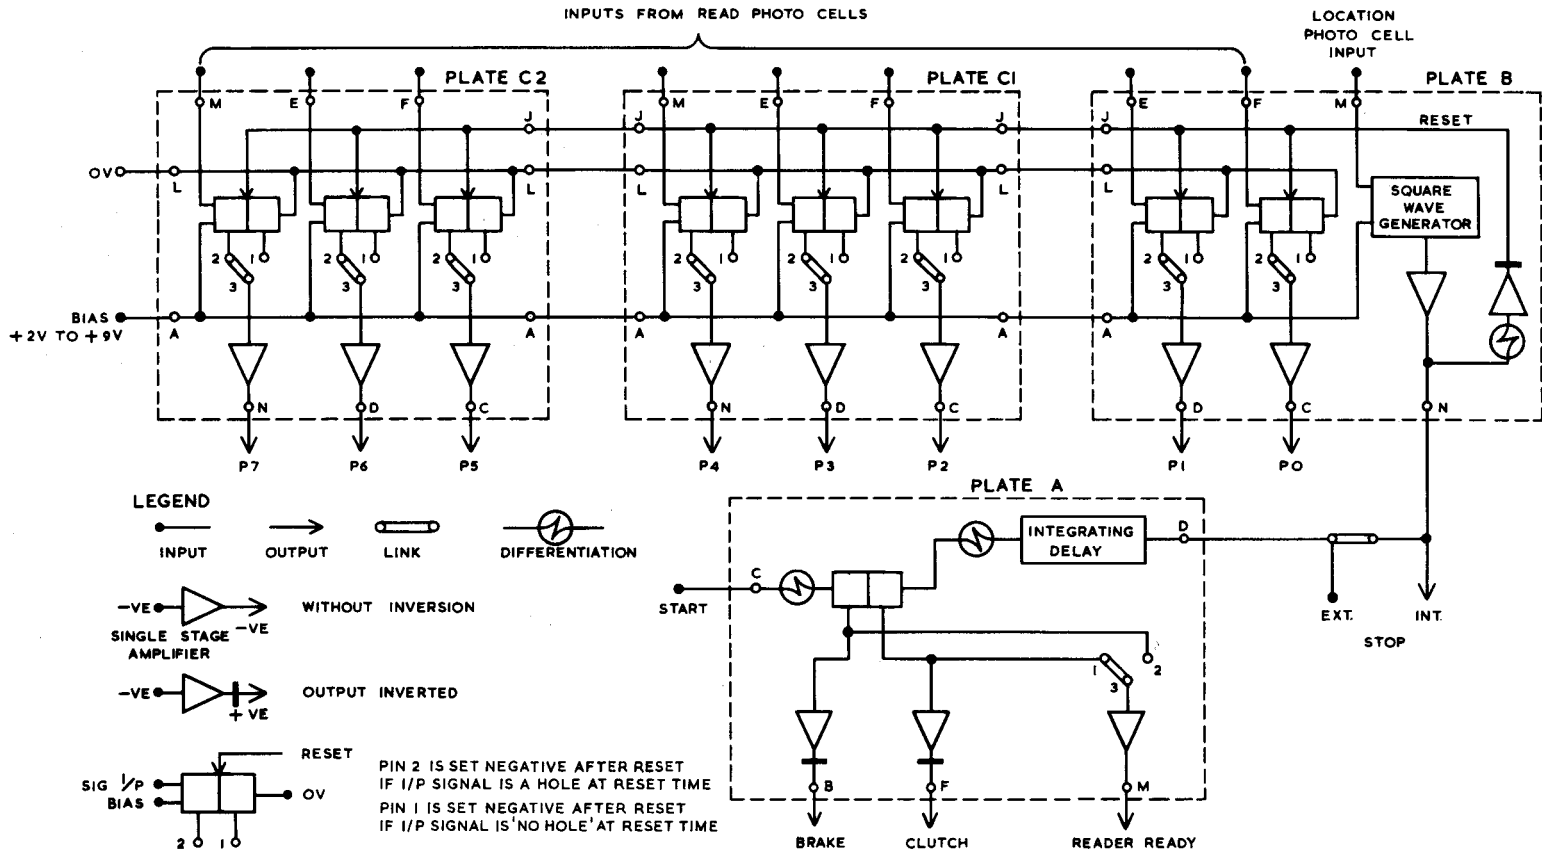 INPUTS FROM READ PHOTO CELLS
LOCATION
PHOTO CELL
INPUT
PLATE C2
PLATE C1
PLATE B
M
E
F
J
J
M
E
F
J
J
E
F
M
RESET
OV
L
L
L
L
L
SQUARE
WAVE
GENERATOR
2
1
3
2
1
3
2
1
3
2
1
3
2
1
3
2
1
3
2
1
3
2
1
3
BIAS
+2V TO +9V
A
A
A
A
A
N
D
C
N
D
C
D
C
N
P7
P6
P5
P4
P3
P2
P1
PO
LEGEND
INPUT
OUTPUT
LINK
DIFFERENTIATION
-VE
WITHOUT INVERSION
-VE
SINGLE STAGE
AMPLIFIER
-VE
OUTPUT INVERTED
+VE
RESET
SIG I/P
BIAS
OV
2
1
PIN 2 IS SET NEGATIVE AFTER RESET
IF I/P SIGNAL IS A HOLE AT RESET TIME
PIN 1 IS SET NEGATIVE AFTER RESET
IF I/P SIGNAL IS 'NO HOLE' AT RESET TIME
PLATE A
INTEGRATING
DELAY
D
C
START
EXT.
INT.
STOP
1
2
3
B
F
M
BRAKE
CLUTCH
READER READY